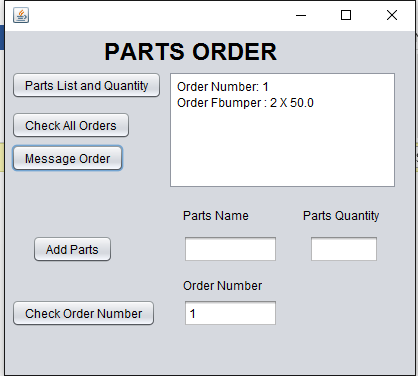 PARTS ORDER
Parts List and Quantity
Order Number: 1
Order Fbumper : 2 X 50.0
Check All Orders
Message Order
Parts Name
Parts Quantity
Add Parts
Order Number
Check Order Number
1